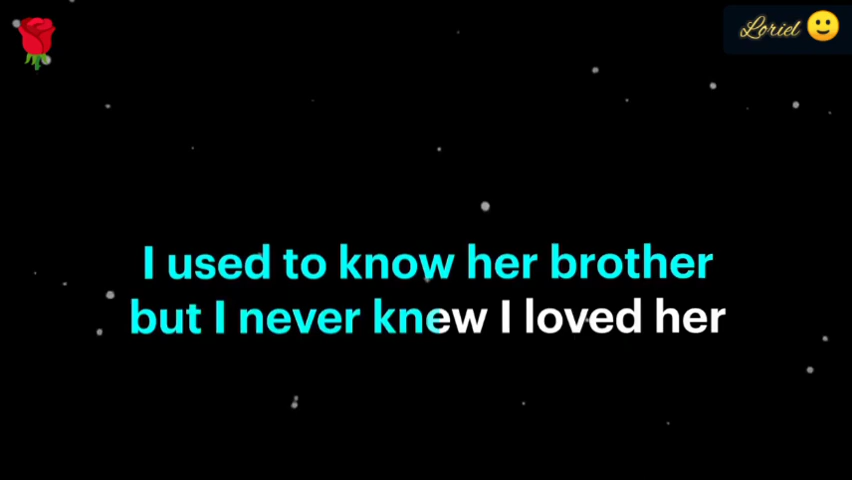 Loriel
I used to know her brother
but I never knew I loved her